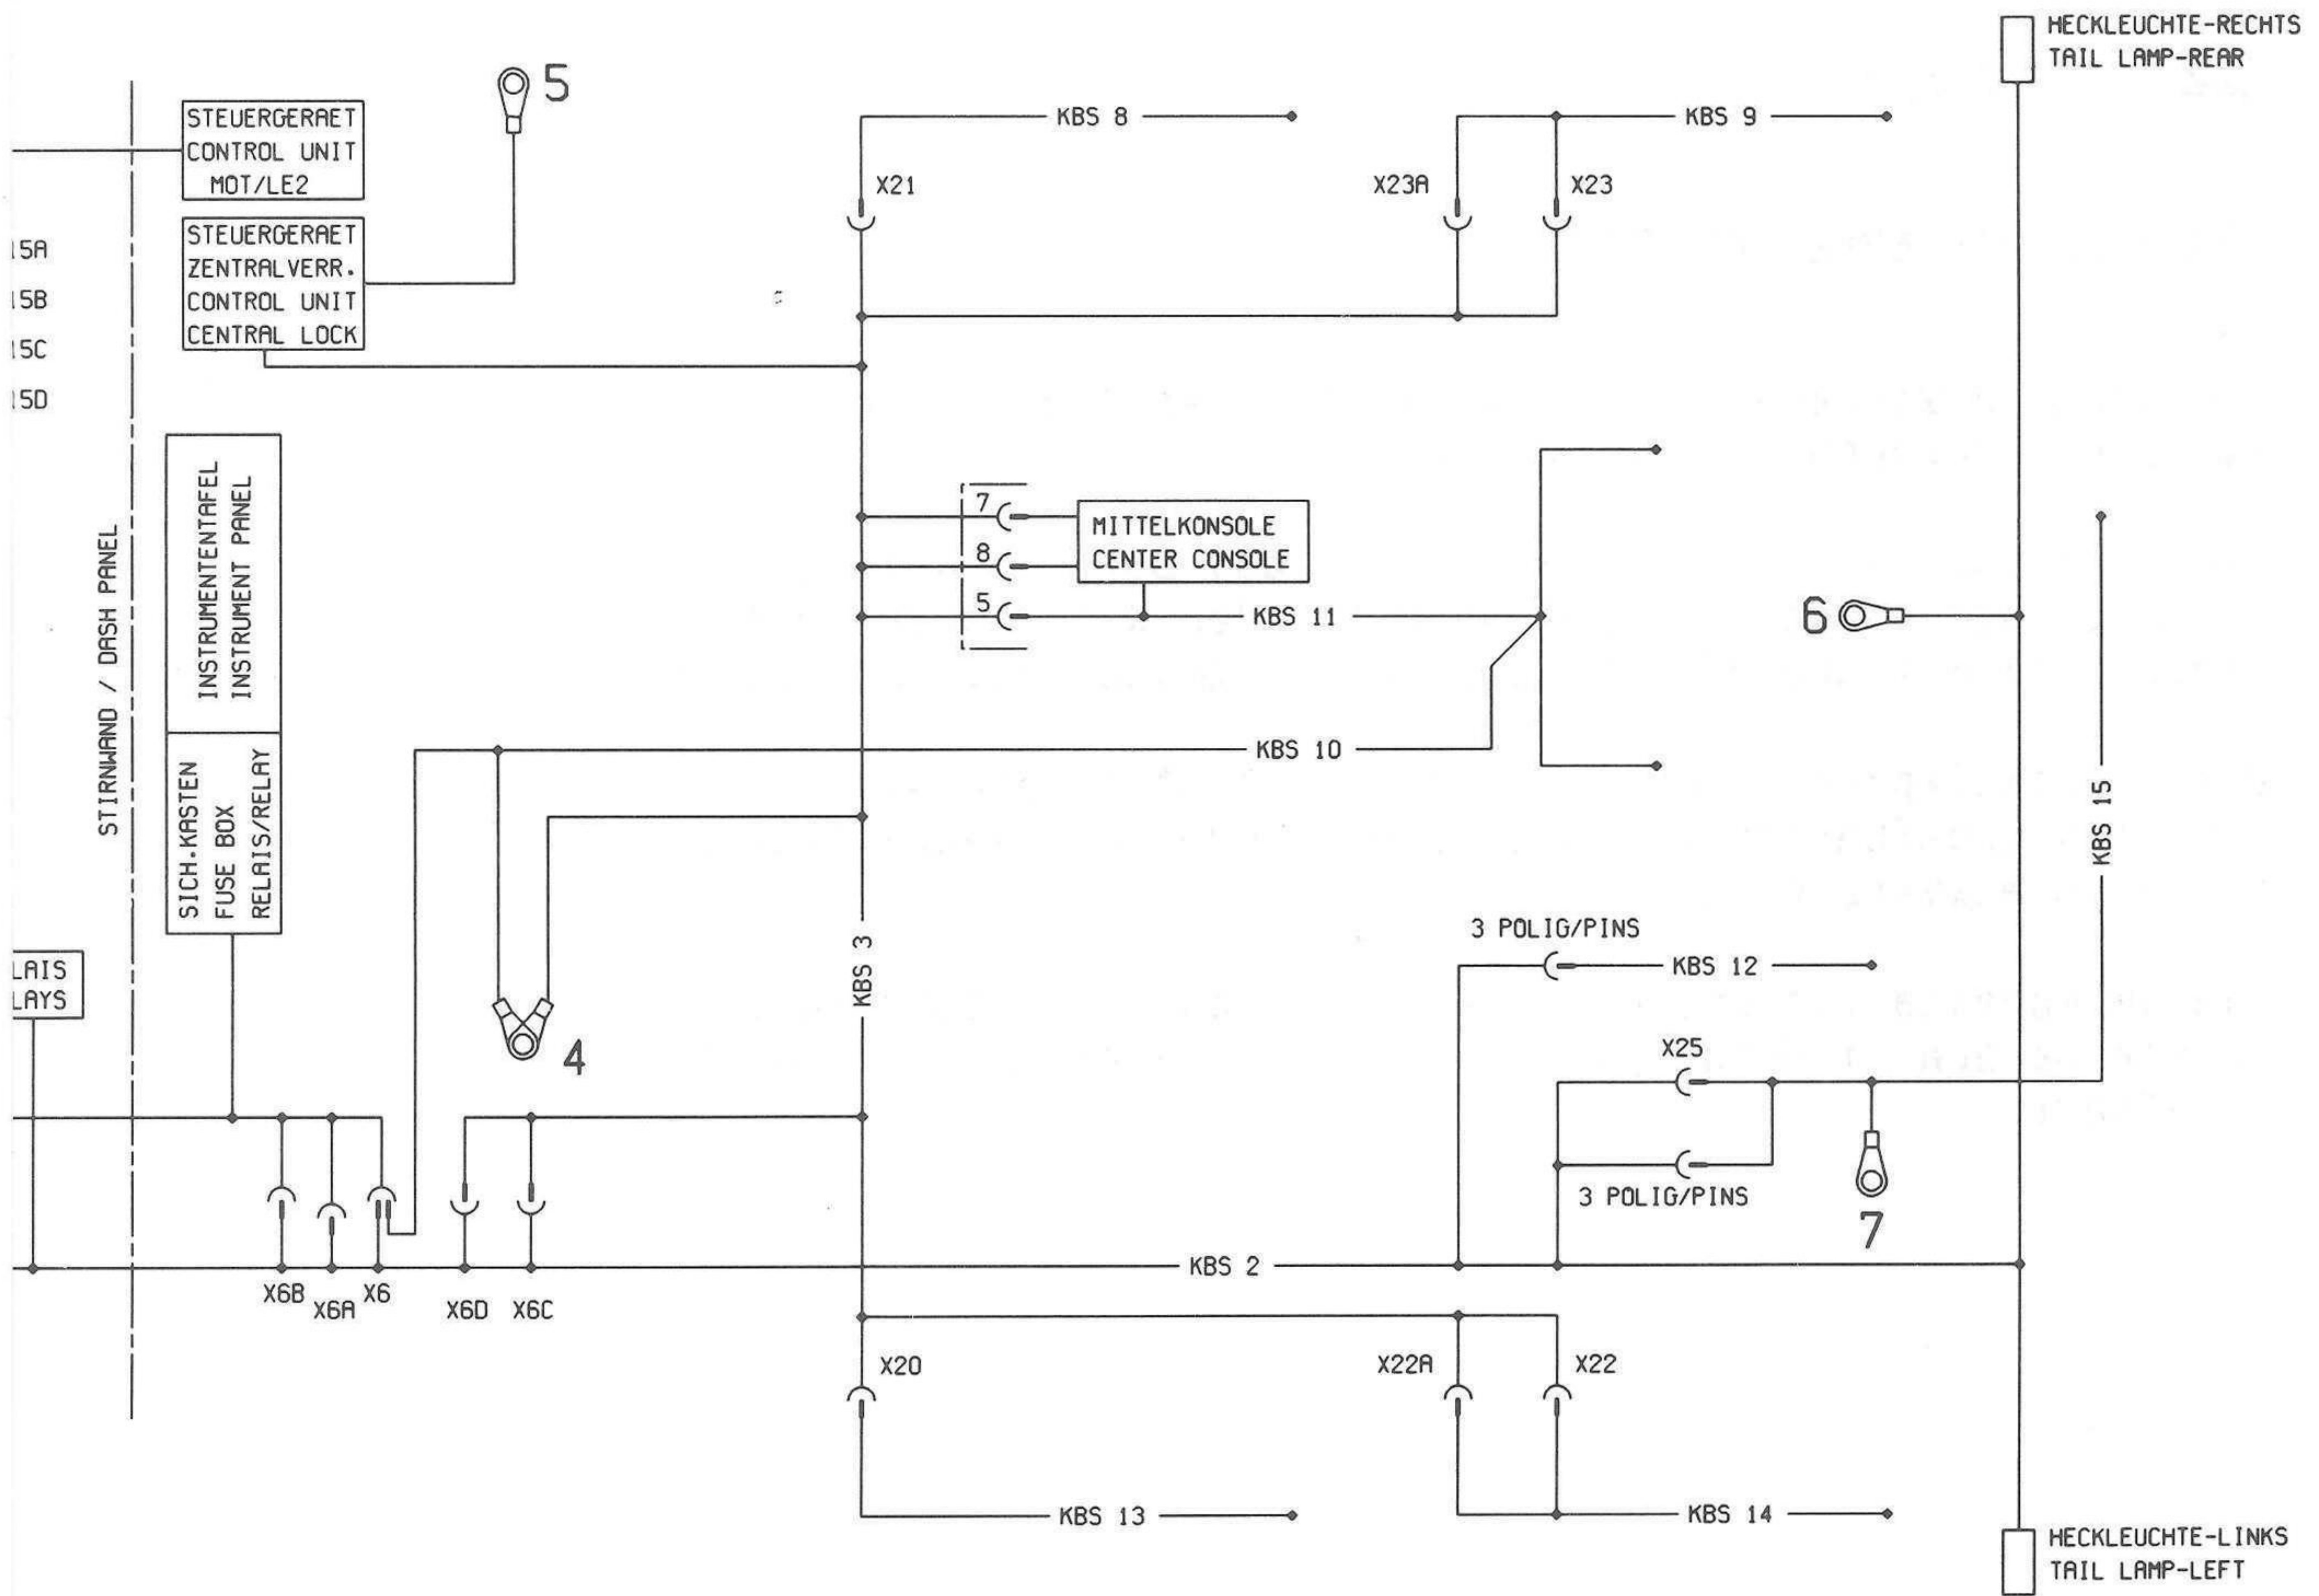 HECKLEUCHTE-RECHTS
TAIL LAMP-REAR
5
STEUERGERAET
CONTROL UNIT
MOT/LE2
KBS 8
KBS 9
X21
X23A
X23
STEUERGERAET
ZENTRALVERR.
CONTROL UNIT
CENTRAL LOCK
15A
15B
15C
15D
INSTRUMENTENTAFEL
INSTRUMENT PANEL
STIRNWAND / DASH PANEL
7
8
5
MITTELKONSOLE
CENTER CONSOLE
KBS 11
6
KBS 10
SICH.KASTEN
FUSE BOX
RELAIS/RELAY
KBS 15
KBS 3
3 POLIG/PINS
KBS 12
LAIS
LAYS
4
X25
3 POLIG/PINS
7
KBS 2
X6B
X6A
X6
X6D
X6C
X20
X22A
X22
KBS 13
KBS 14
HECKLEUCHTE-LINKS
TAIL LAMP-LEFT